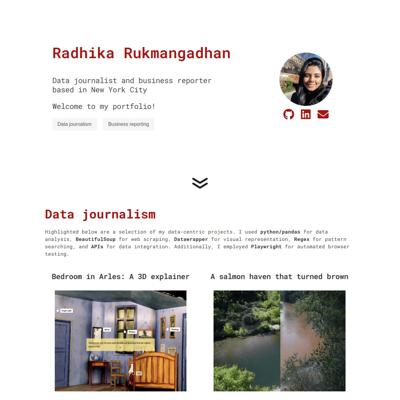 Radhika Rukmangadhan
Data journalist and business reporter
based in New York City
Welcome to my portfolio!
Data journalism
Business reporting
Data journalism
Highlighted below are a selection of my data-centric projects. I used python/pandas for data
analysis, BeautifulSoup for web scraping, Datawrapper for visual representation, Regex for pattern
searching, and APIs for data integration. Additionally, I employed Playwright for automated browser
testing.
Bedroom in Arles: A 3D explainer
A salmon haven that turned brown